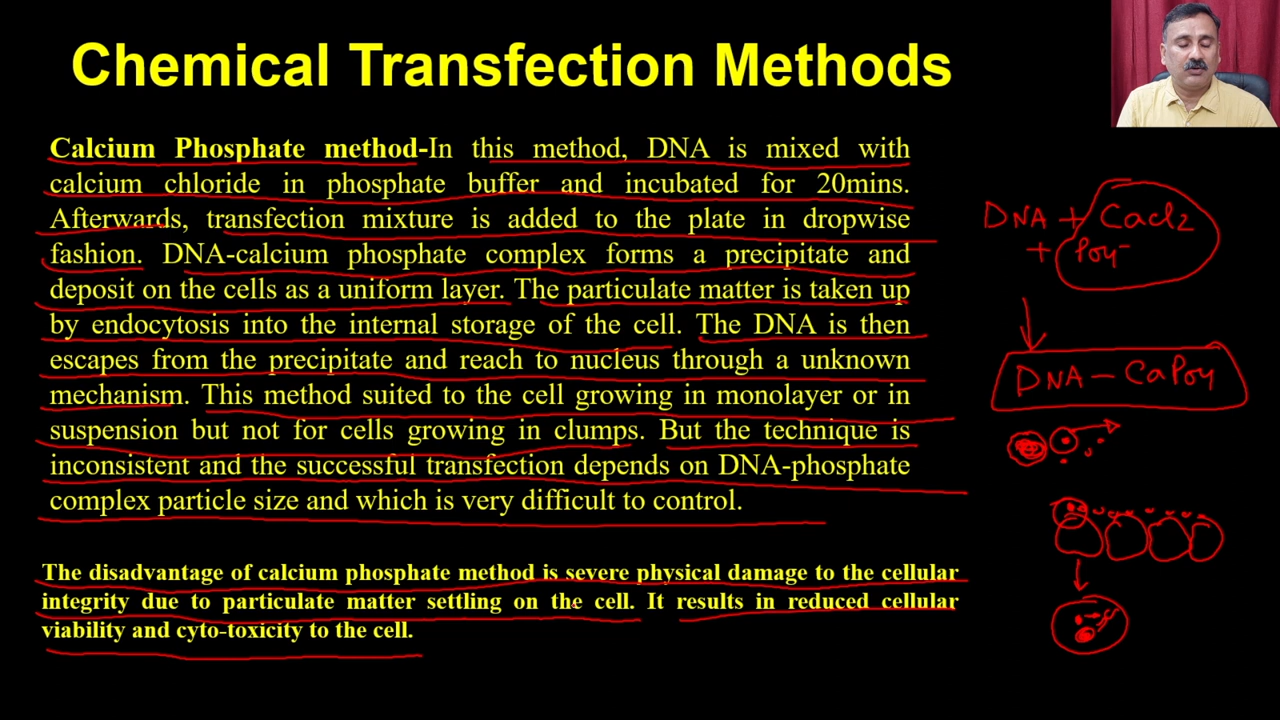 Chemical Transfection Methods
Calcium Phosphate method-In this method, DNA is mixed with
calcium chloride in phosphate buffer and incubated for 20mins.
Afterwards, transfection mixture is added to the plate in dropwise
fashion. DNA-calcium phosphate complex forms a precipitate and
deposit on the cells as a uniform layer. The particulate matter is taken up
by endocytosis into the internal storage of the cell. The DNA is then
escapes from the precipitate and reach to nucleus through a unknown
mechanism. This method suited to the cell growing in monolayer or in
suspension but not for cells growing in clumps. But the technique is
inconsistent and the successful transfection depends on DNA-phosphate
complex particle size and which is very difficult to control.
The disadvantage of calcium phosphate method is severe physical damage to the cellular
integrity due to particulate matter settling on the cell. It results in reduced cellular
viability and cyto-toxicity to the cell.
DNA + CaCl2
+ PO4-
DNA - CaPO4